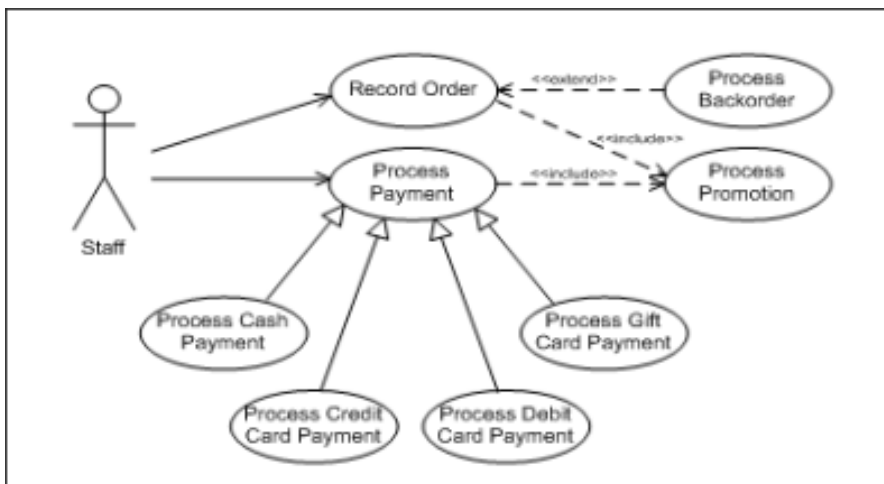 <<extend>>
Record Order
Process
Backorder
<<include>>
Process
Payment
<<include>>
Process
Promotion
Staff
Process Cash
Payment
Process Gift
Card Payment
Process Credit
Card Payment
Process Debit
Card Payment